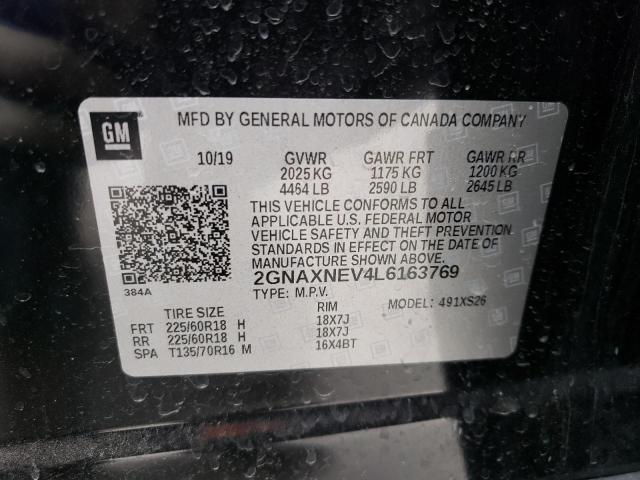 GM
MFD BY GENERAL MOTORS OF CANADA COMPANY
10/19 GVWR GAWR FRT GAWR RR
2025 KG 1175 KG 1200 KG
4464 LB 2590 LB 2645 LB
THIS VEHICLE CONFORMS TO ALL
APPLICABLE U.S. FEDERAL MOTOR
VEHICLE SAFETY AND THEFT PREVENTION
STANDARDS IN EFFECT ON THE DATE OF
MANUFACTURE SHOWN ABOVE.
2GNAXNEV4L6163769
384A
TYPE: M.P.V. MODEL: 491XS26
TIRE SIZE RIM
FRT 225/60R18 H 18X7J
RR 225/60R18 H 18X7J
SPA T135/70R16 M 16X4BT